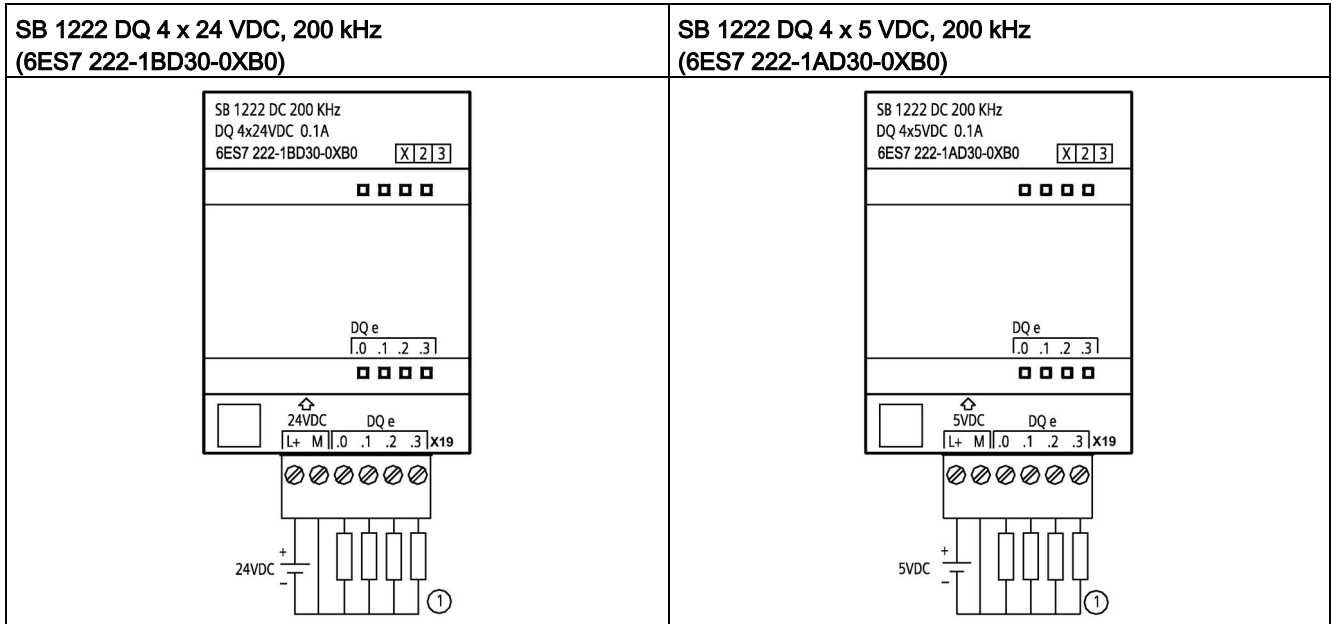 SB 1222 DQ 4 x 24 VDC, 200 kHz
(6ES7 222-1BD30-0XB0)
SB 1222 DQ 4 x 5 VDC, 200 kHz
(6ES7 222-1AD30-0XB0)
SB 1222 DC 200 KHz
DQ 4x24VDC 0.1A
6ES7 222-1BD30-0XB0 X 2 3
DQ e
.0 .1 .2 .3
24VDC DQ e
L+ M .0 .1 .2 .3 X19
+
24VDC
−
①
SB 1222 DC 200 KHz
DQ 4x5VDC 0.1A
6ES7 222-1AD30-0XB0 X 2 3
DQ e
.0 .1 .2 .3
5VDC DQ e
L+ M .0 .1 .2 .3 X19
+
5VDC
−
①